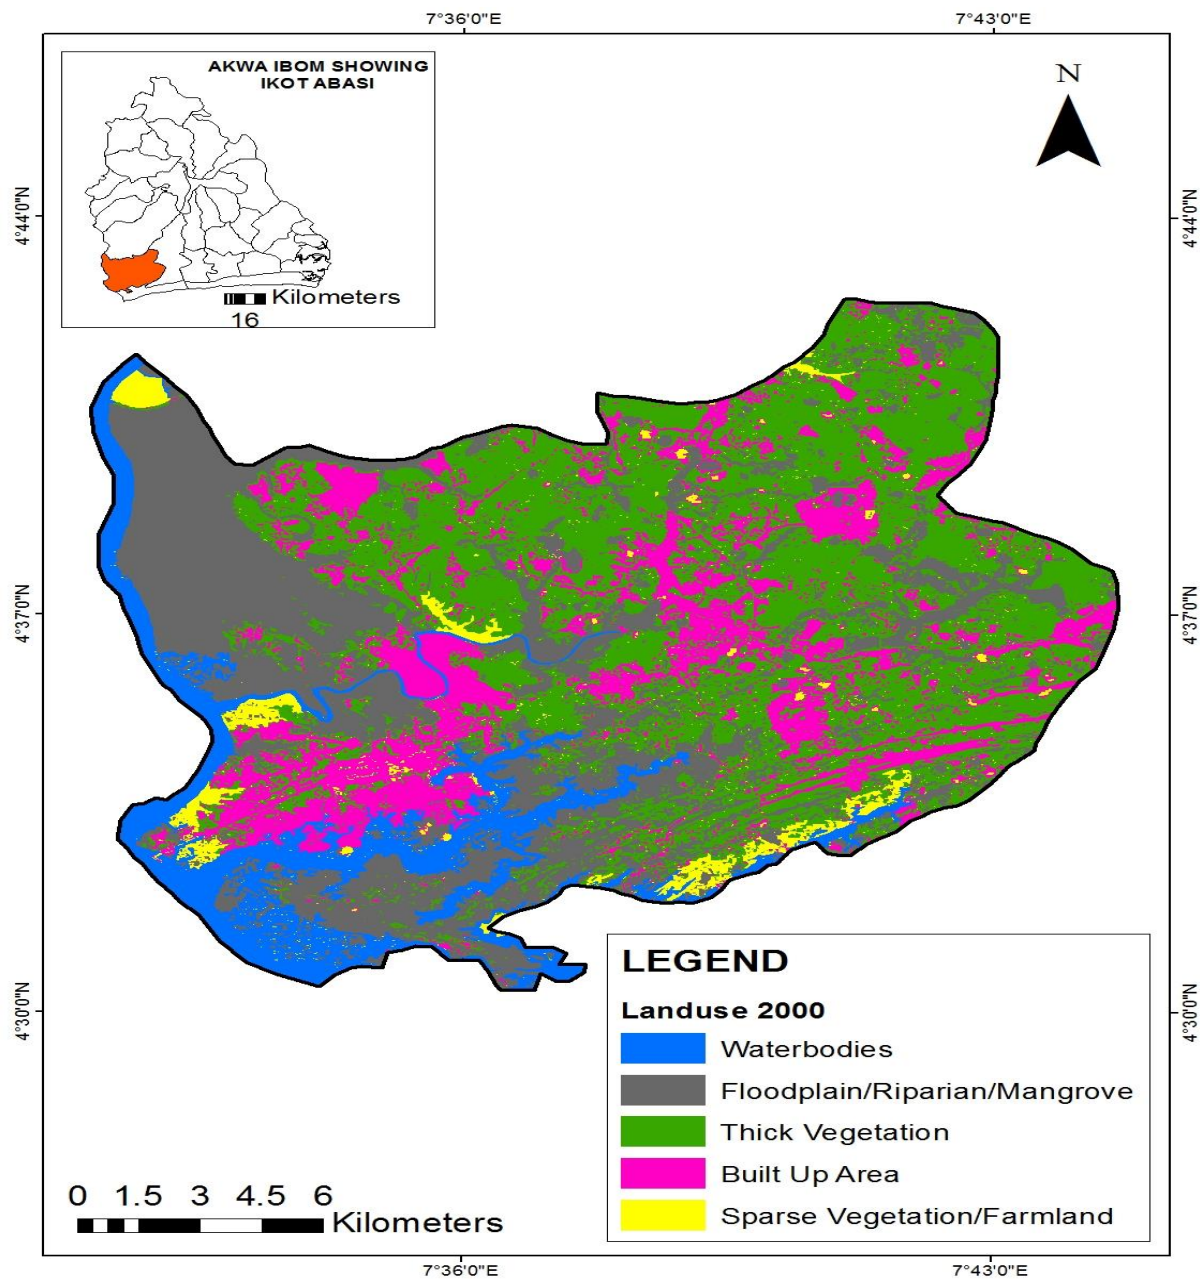 7°36'0"E
7°43'0"E
AKWA IBOM SHOWING
IKOT ABASI
N
4°44'0"N
4°44'0"N
Kilometers
16
4°37'0"N
4°37'0"N
LEGEND
Landuse 2000
4°30'0"N
4°30'0"N
Waterbodies
Floodplain/Riparian/Mangrove
Thick Vegetation
Built Up Area
Sparse Vegetation/Farmland
0 1.5 3 4.5 6
Kilometers
7°36'0"E
7°43'0"E